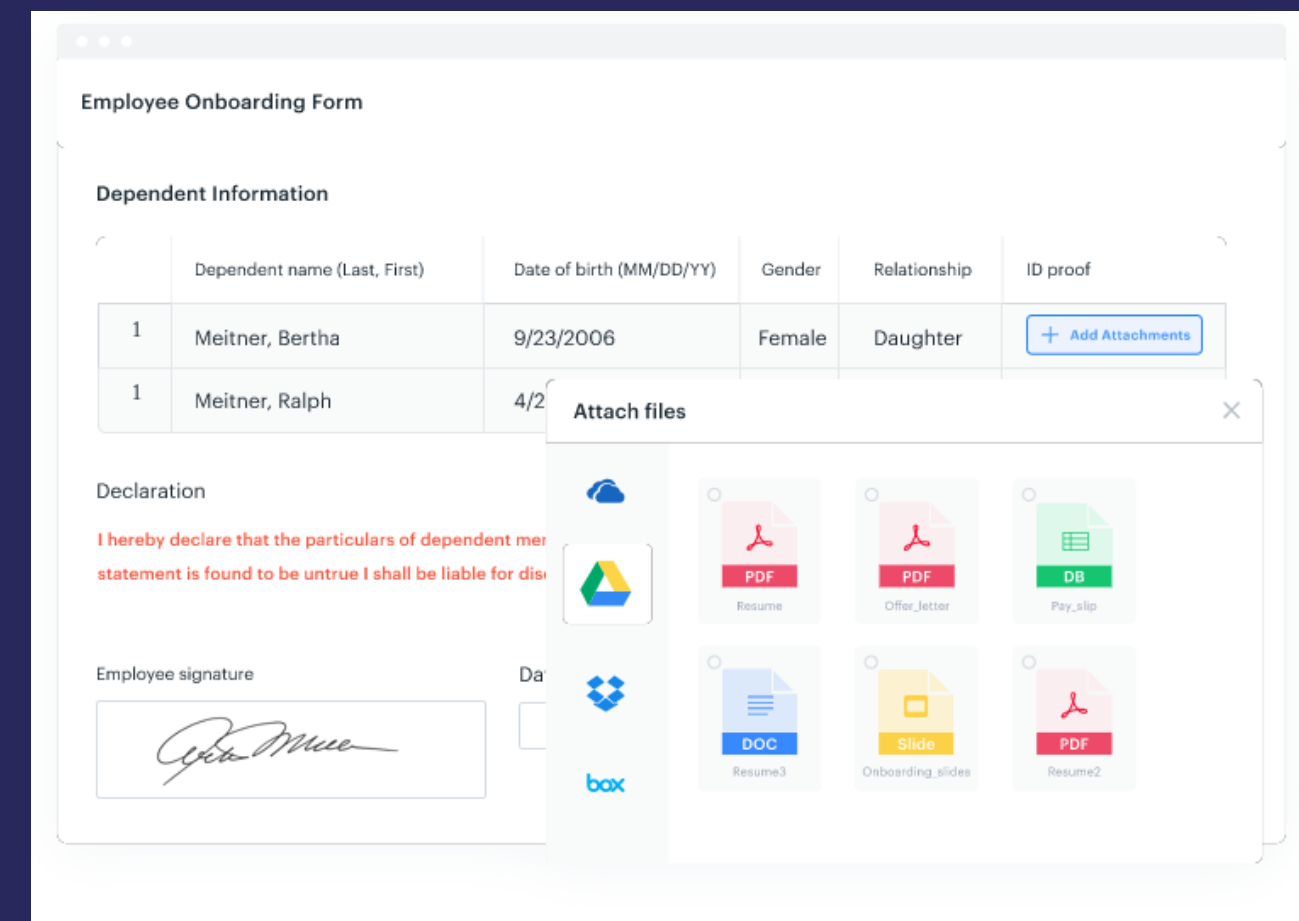 Employee Onboarding Form
Dependent Information
Dependent name (Last, First) Date of birth (MM/DD/YY) Gender Relationship ID proof
1 Meitner, Bertha 9/23/2006 Female Daughter + Add Attachments
1 Meitner, Ralph 4/2
Attach files
Declaration
I hereby declare that the particulars of dependent
statement is found to be untrue I shall be liable for
Employee signature
box
PDF PDF DB
Resume Offer_letter Pay_slip
DOC Slide PDF
Resume3 Onboarding_slides Resume2